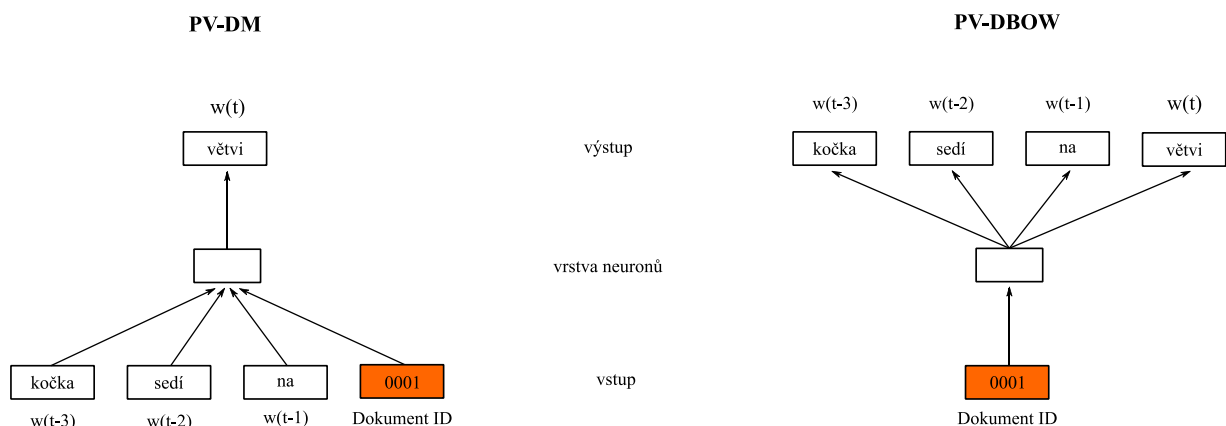 PV-DM
PV-DBOW
w(t)
větvi
výstup
w(t-3) w(t-2) w(t-1) w(t)
kočka sedí na větvi
vrstva neuronů
kočka sedí na 0001
w(t-3) w(t-2) w(t-1) Dokument ID
vstup
0001
Dokument ID